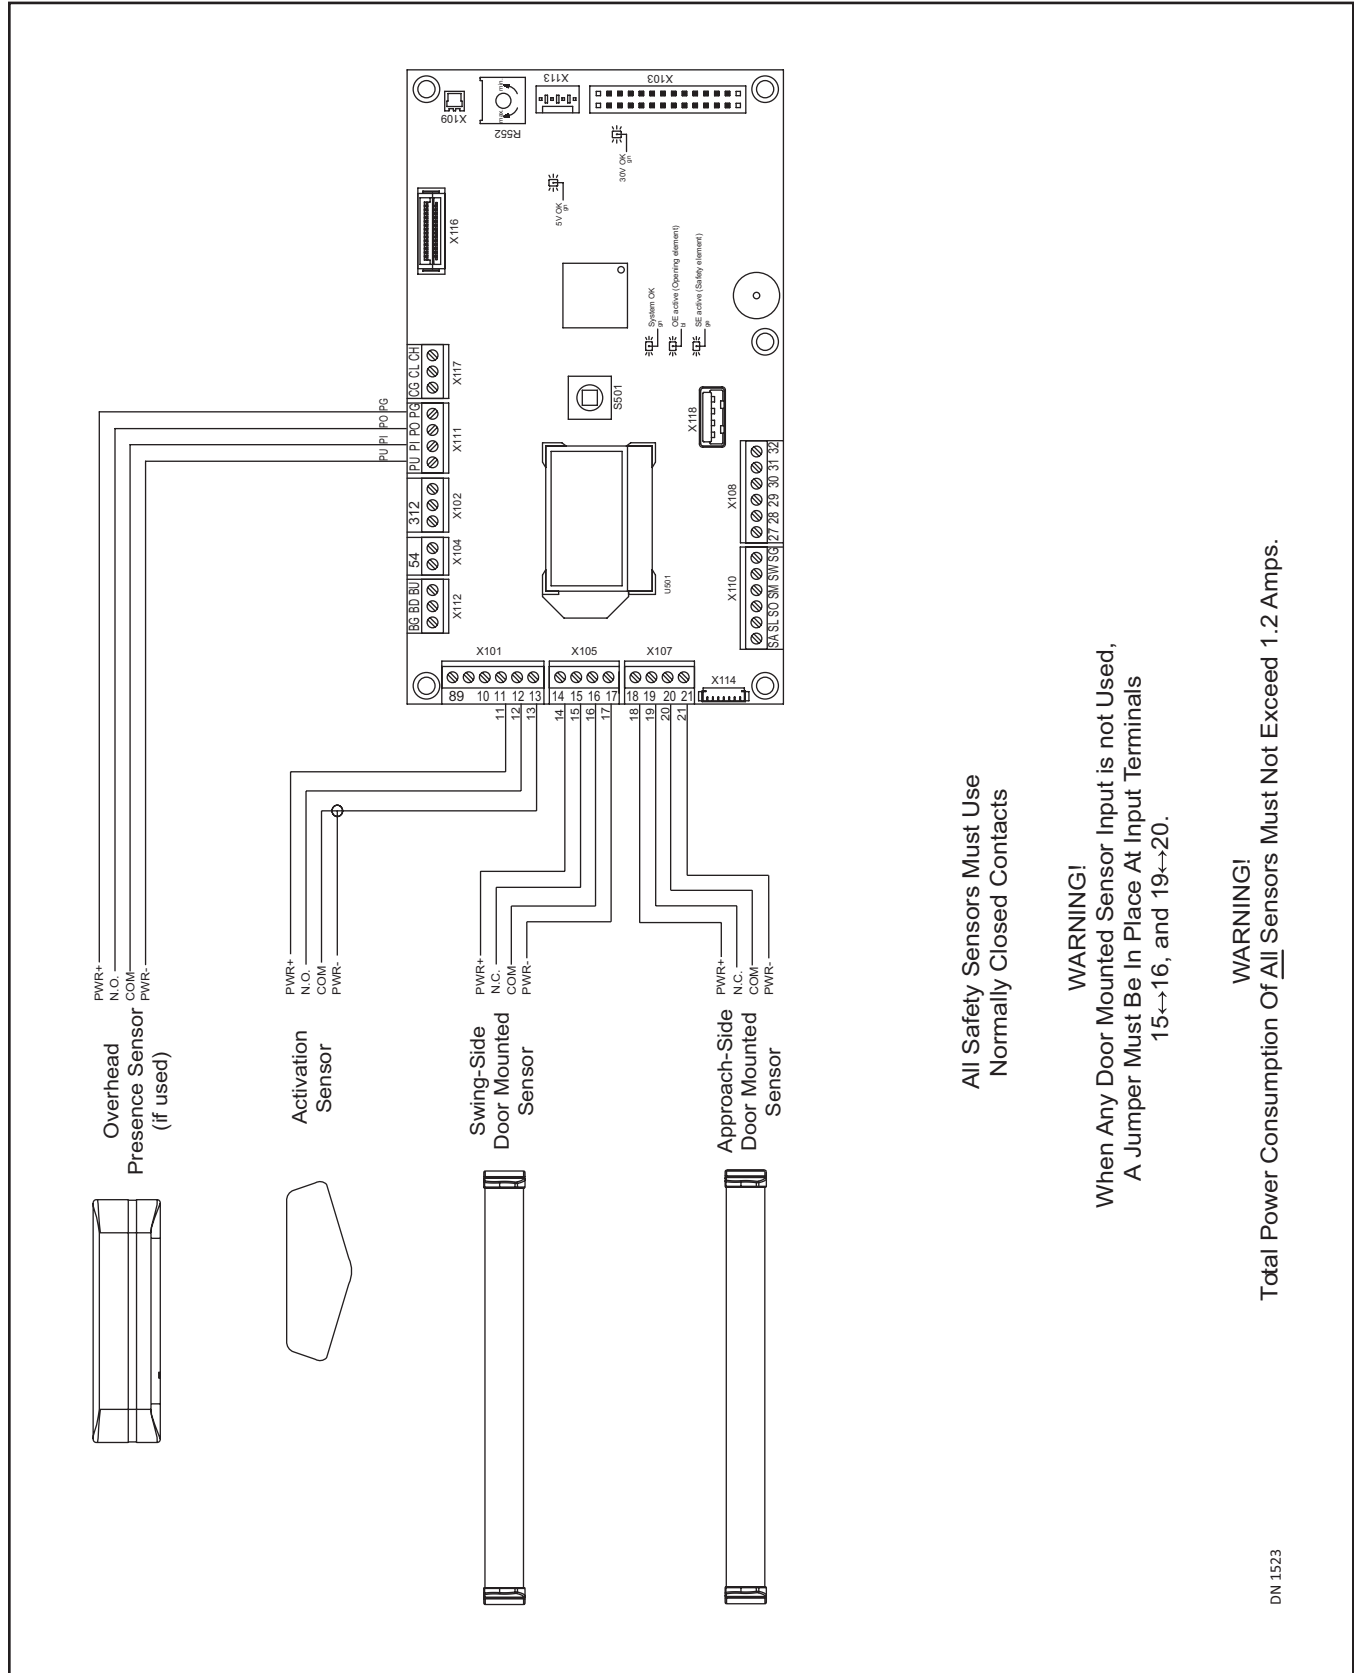 Overhead
Presence Sensor
(if used)
PWR+
N.O.
COM
PWR-
Activation
Sensor
PWR+
N.O.
COM
PWR-
Swing-Side
Door Mounted
Sensor
PWR+
N.C.
COM
PWR-
Approach-Side
Door Mounted
Sensor
PWR+
N.C.
COM
PWR-
PU PI PO PG
BG BD BU
X112
54
X104
312
X102
PU PI PO PG
X111
CG CL CH
X117
X116
X109
R552
max.
min.
X113
X103
5V OK
gn
30V OK
gn
System OK
gn
OE active (Opening element)
bl
SE active (Safety element)
ge
S501
U501
X118
X101
89 10 11 12 13
11 12 13
X105
14 15 16 17
14 15 16 17
X107
18 19 20 21
18 19 20 21
X114
X110
SA SL SO SM SW SG
X108
27 28 29 30 31 32
All Safety Sensors Must Use
Normally Closed Contacts
WARNING!
When Any Door Mounted Sensor Input is not Used,
A Jumper Must Be In Place At Input Terminals
15↔16, and 19↔20.
WARNING!
Total Power Consumption Of All Sensors Must Not Exceed 1.2 Amps.
DN 1523